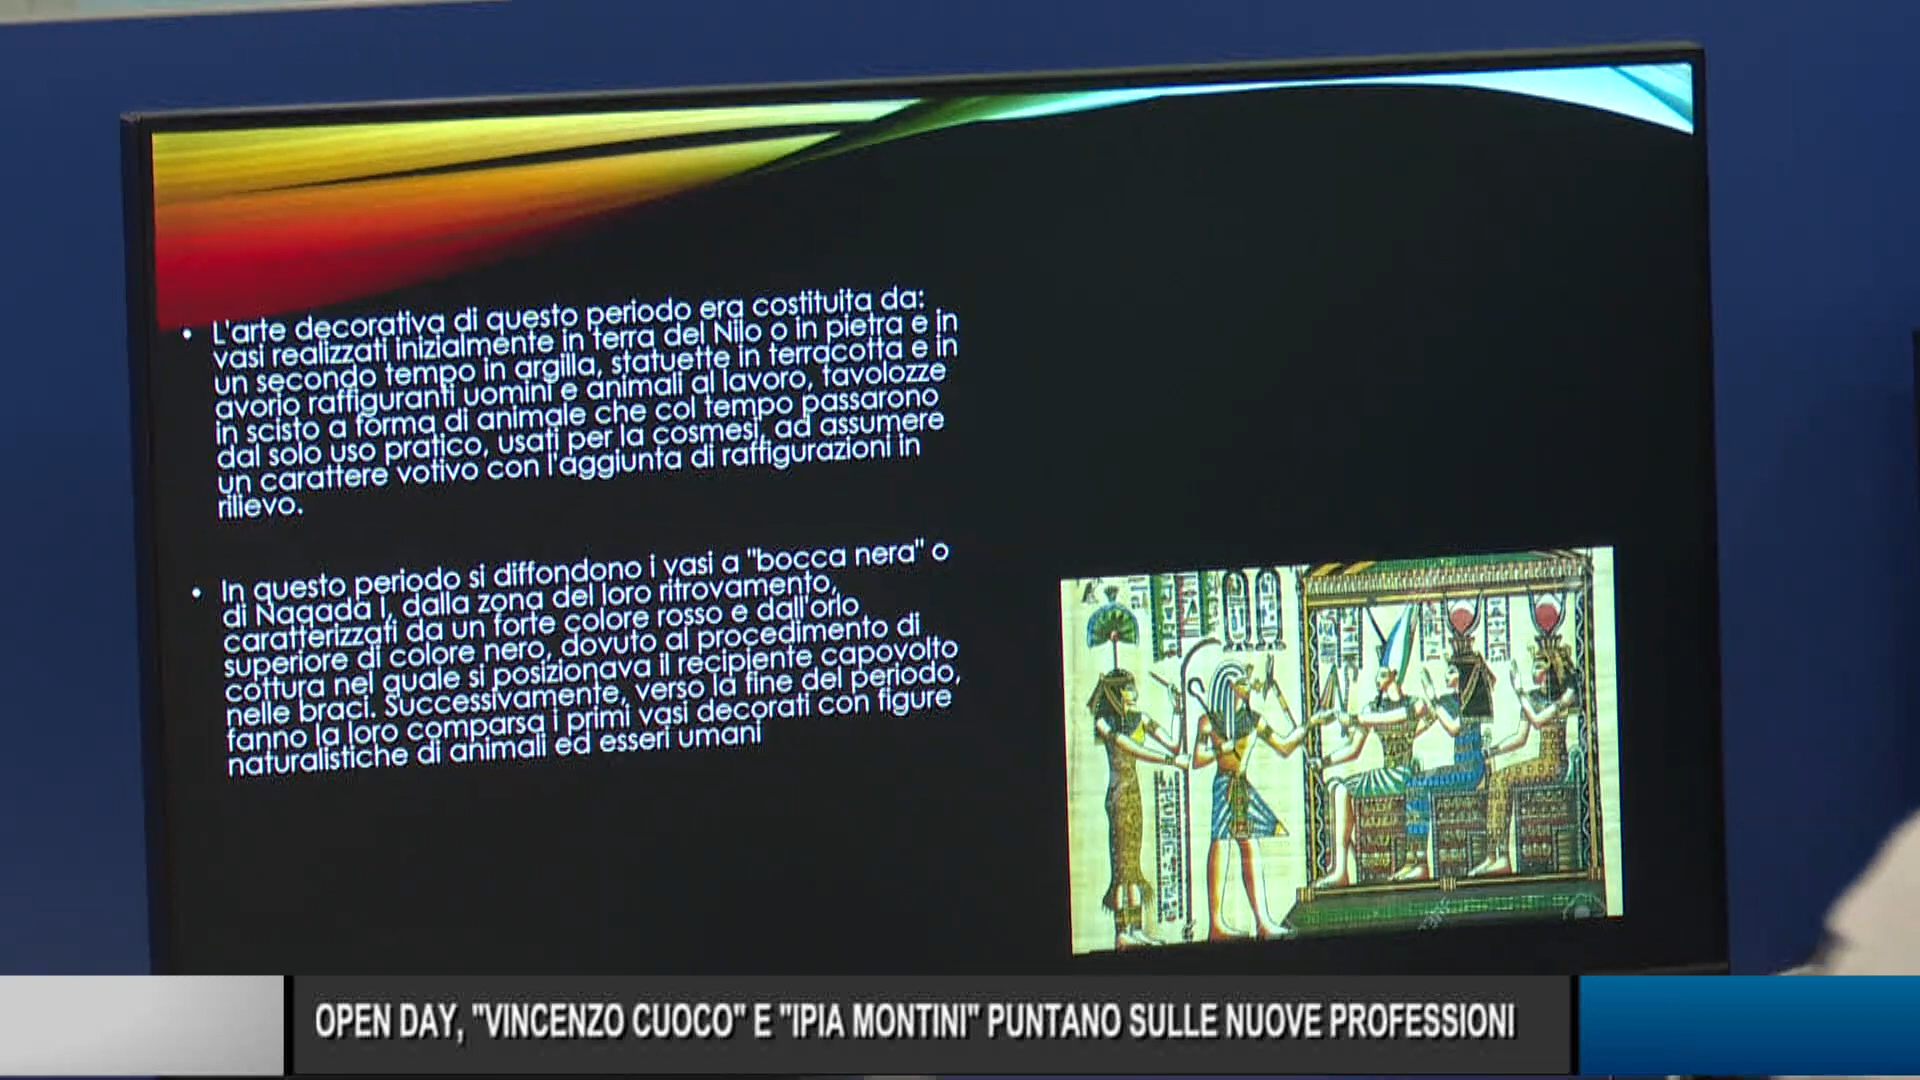 • L'arte decorativa di questo periodo era costituita da:
vasi realizzati inizialmente in terra del Nilo o in pietra e in
un secondo tempo in argilla, statuette in terracotta e in
avorio raffiguranti uomini e animali al lavoro, tavolozze
in scisto a forma di animale che col tempo passarono
dal solo uso pratico, usati per la cosmesi, ad assumere
un carattere votivo con l'aggiunta di raffigurazioni in
rilievo.
• In questo periodo si diffondono i vasi a "bocca nera" o
di Naqada I, dalla zona del loro ritrovamento,
caratterizzati da un forte colore rosso e dall'orlo
superiore di colore nero, dovuto al procedimento di
cottura nel quale si posizionava il recipiente capovolto
nelle braci. Successivamente, verso la fine del periodo,
fanno la loro comparsa i primi vasi decorati con figure
naturalistiche di animali ed esseri umani
OPEN DAY, "VINCENZO CUOCO" E "IPIA MONTINI" PUNTANO SULLE NUOVE PROFESSIONI